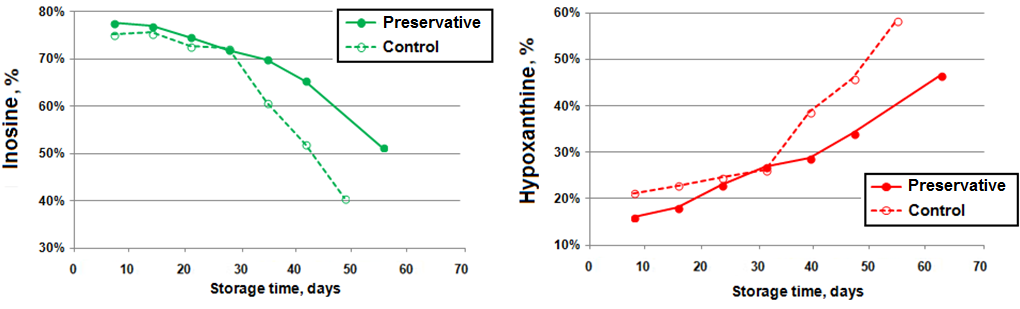 Inosine, %
80%
70%
60%
50%
40%
30%
0 10 20 30 40 50 60 70
Storage time, days
Preservative
Control
Hypoxanthine, %
60%
50%
40%
30%
20%
10%
0 10 20 30 40 50 60 70
Storage time, days
Preservative
Control